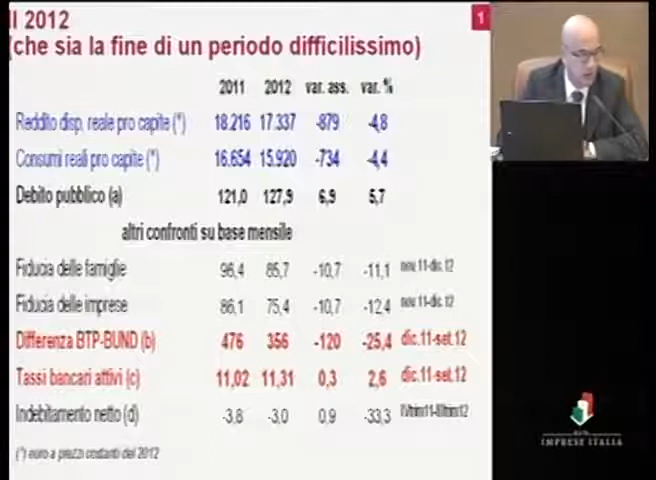 Il 2012
1
(che sia la fine di un periodo difficilissimo)
2011 2012 var. ass. var. %
Reddito disp. reale pro capite (*) 18.216 17.337 -879 -4,8
Consumi reali pro capite (*) 16.654 15.920 -734 -4,4
Debito pubblico (a) 121,0 127,9 6,9 5,7
altri confronti su base mensile
Fiducia delle famiglie 96,4 85,7 -10,7 -11,1 nov.11-dic.12
Fiducia delle imprese 86,1 75,4 -10,7 -12,4 nov.11-dic.12
Differenza BTP-BUND (b) 476 356 -120 -25,4 dic.11-set.12
Tassi bancari attivi (c) 11,02 11,31 0,3 2,6 dic.11-set.12
Indebitamento netto (d) -3,8 -3,0 0,9 -33,3 IVtrim11-IIItrim12
(*) euro a prezzi costanti del 2012
IMPRESE ITALIA